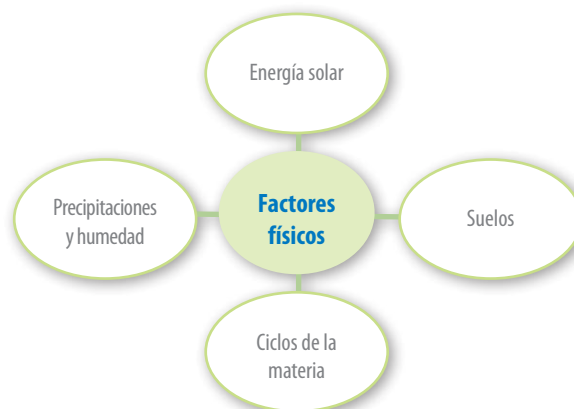 Energía solar
Precipitaciones
y humedad
Factores
físicos
Suelos
Ciclos de la
materia